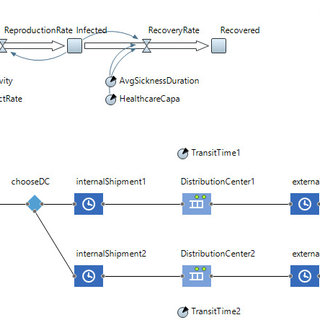 ReproductionRate Infected RecoveryRate Recovered
vity AvgSicknessDuration
ctRate HealthcareCapa
TransitTime1
chooseDC internalShipment1 DistributionCenter1 externa
internalShipment2 DistributionCenter2 externa
TransitTime2